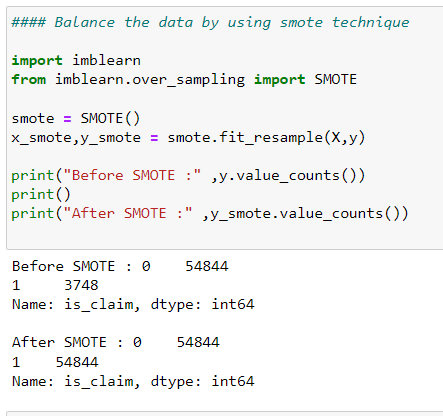 #### Balance the data by using smote technique
import imblearn
from imblearn.over_sampling import SMOTE
smote = SMOTE()
x_smote,y_smote = smote.fit_resample(X,y)
print("Before SMOTE :" ,y.value_counts())
print()
print("After SMOTE :" ,y_smote.value_counts())
Before SMOTE : 0    54844
1     3748
Name: is_claim, dtype: int64
After SMOTE : 0    54844
1    54844
Name: is_claim, dtype: int64